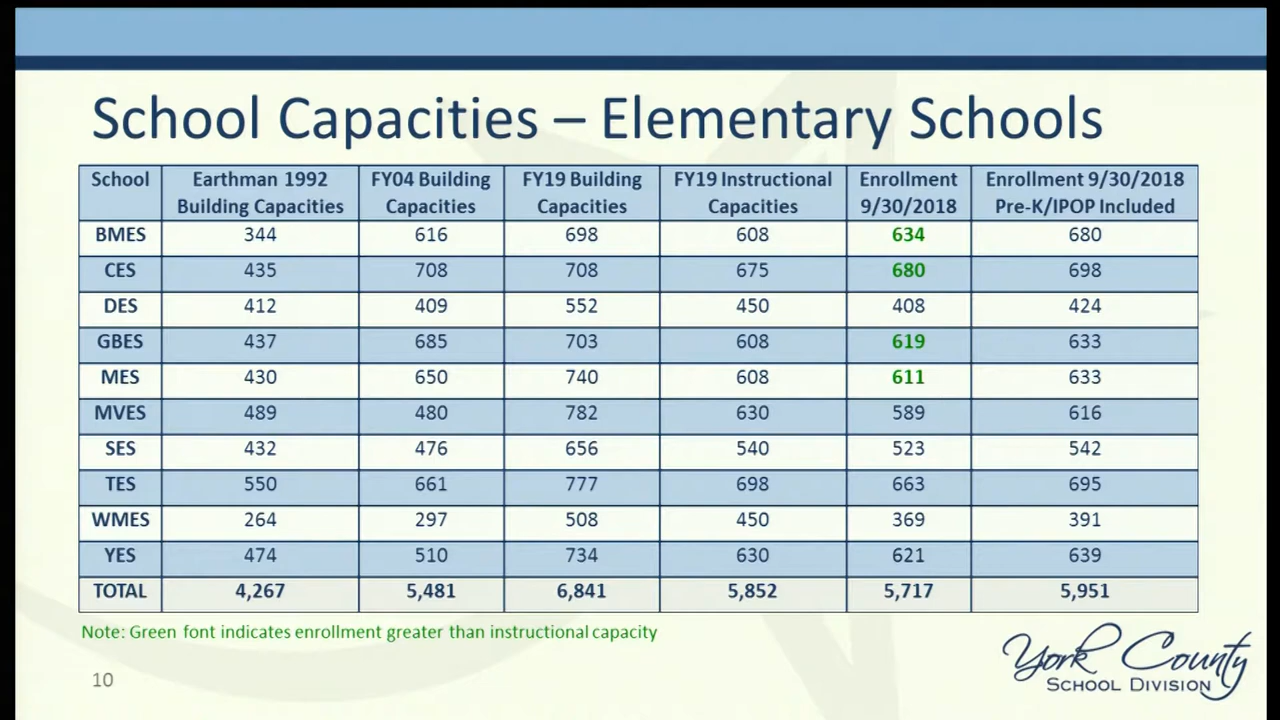 School Capacities – Elementary Schools
School Earthman 1992 Building Capacities FY04 Building Capacities FY19 Building Capacities FY19 Instructional Capacities Enrollment 9/30/2018 Enrollment 9/30/2018 Pre-K/IPOP Included
BMES 344 616 698 608 634 680
CES 435 708 708 675 680 698
DES 412 409 552 450 408 424
GBES 437 685 703 608 619 633
MES 430 650 740 608 611 633
MVES 489 480 782 630 589 616
SES 432 476 656 540 523 542
TES 550 661 777 698 663 695
WMES 264 297 508 450 369 391
YES 474 510 734 630 621 639
TOTAL 4,267 5,481 6,841 5,852 5,717 5,951
Note: Green font indicates enrollment greater than instructional capacity
10
York County
SCHOOL DIVISION